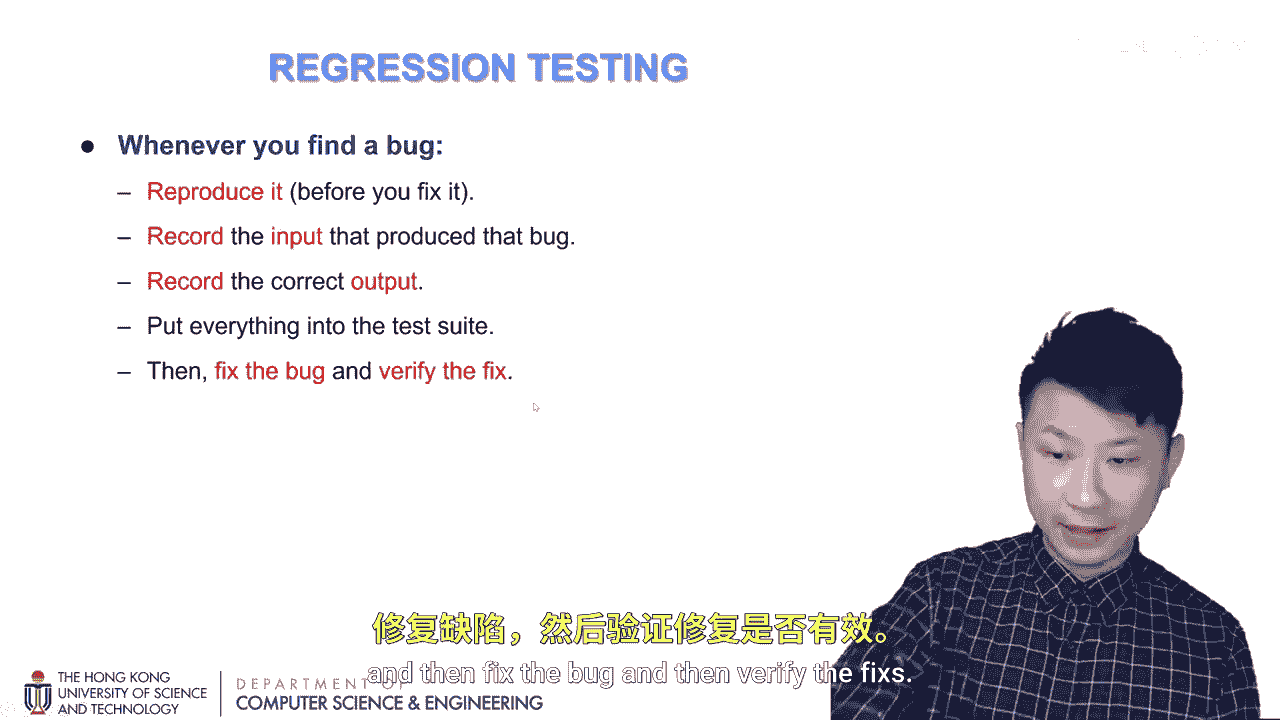 REGRESSION TESTING
● Whenever you find a bug:
– Reproduce it (before you fix it).
– Record the input that produced that bug.
– Record the correct output.
– Put everything into the test suite.
– Then, fix the bug and verify the fix.
修复缺陷，然后验证修复是否有效。
and then fix the bug and then verify the fixs.
THE HONG KONG
UNIVERSITY OF SCIENCE
AND TECHNOLOGY
DEPARTMENT OF
COMPUTER SCIENCE & ENGINEERING